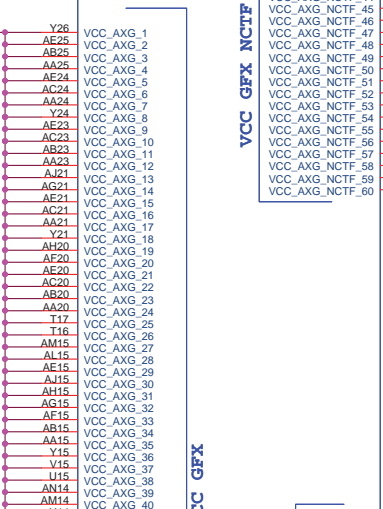 Y26 VCC_AXG_1
AE25 VCC_AXG_2
AB25 VCC_AXG_3
AA25 VCC_AXG_4
AE24 VCC_AXG_5
AC24 VCC_AXG_6
AA24 VCC_AXG_7
Y24 VCC_AXG_8
AE23 VCC_AXG_9
AC23 VCC_AXG_10
AB23 VCC_AXG_11
AA23 VCC_AXG_12
AJ21 VCC_AXG_13
AG21 VCC_AXG_14
AE21 VCC_AXG_15
AC21 VCC_AXG_16
AA21 VCC_AXG_17
Y21 VCC_AXG_18
AH20 VCC_AXG_19
AF20 VCC_AXG_20
AE20 VCC_AXG_21
AC20 VCC_AXG_22
AB20 VCC_AXG_23
AA20 VCC_AXG_24
T17 VCC_AXG_25
T16 VCC_AXG_26
AM15 VCC_AXG_27
AL15 VCC_AXG_28
AE15 VCC_AXG_29
AJ15 VCC_AXG_30
AH15 VCC_AXG_31
AG15 VCC_AXG_32
AF15 VCC_AXG_33
AB15 VCC_AXG_34
AA15 VCC_AXG_35
Y15 VCC_AXG_36
V15 VCC_AXG_37
U15 VCC_AXG_38
AN14 VCC_AXG_39
AM14 VCC_AXG_40
GFX
VCC GFX NCTF
VCC_AXG_NCTF_45
VCC_AXG_NCTF_46
VCC_AXG_NCTF_47
VCC_AXG_NCTF_48
VCC_AXG_NCTF_49
VCC_AXG_NCTF_50
VCC_AXG_NCTF_51
VCC_AXG_NCTF_52
VCC_AXG_NCTF_53
VCC_AXG_NCTF_54
VCC_AXG_NCTF_55
VCC_AXG_NCTF_56
VCC_AXG_NCTF_57
VCC_AXG_NCTF_58
VCC_AXG_NCTF_59
VCC_AXG_NCTF_60